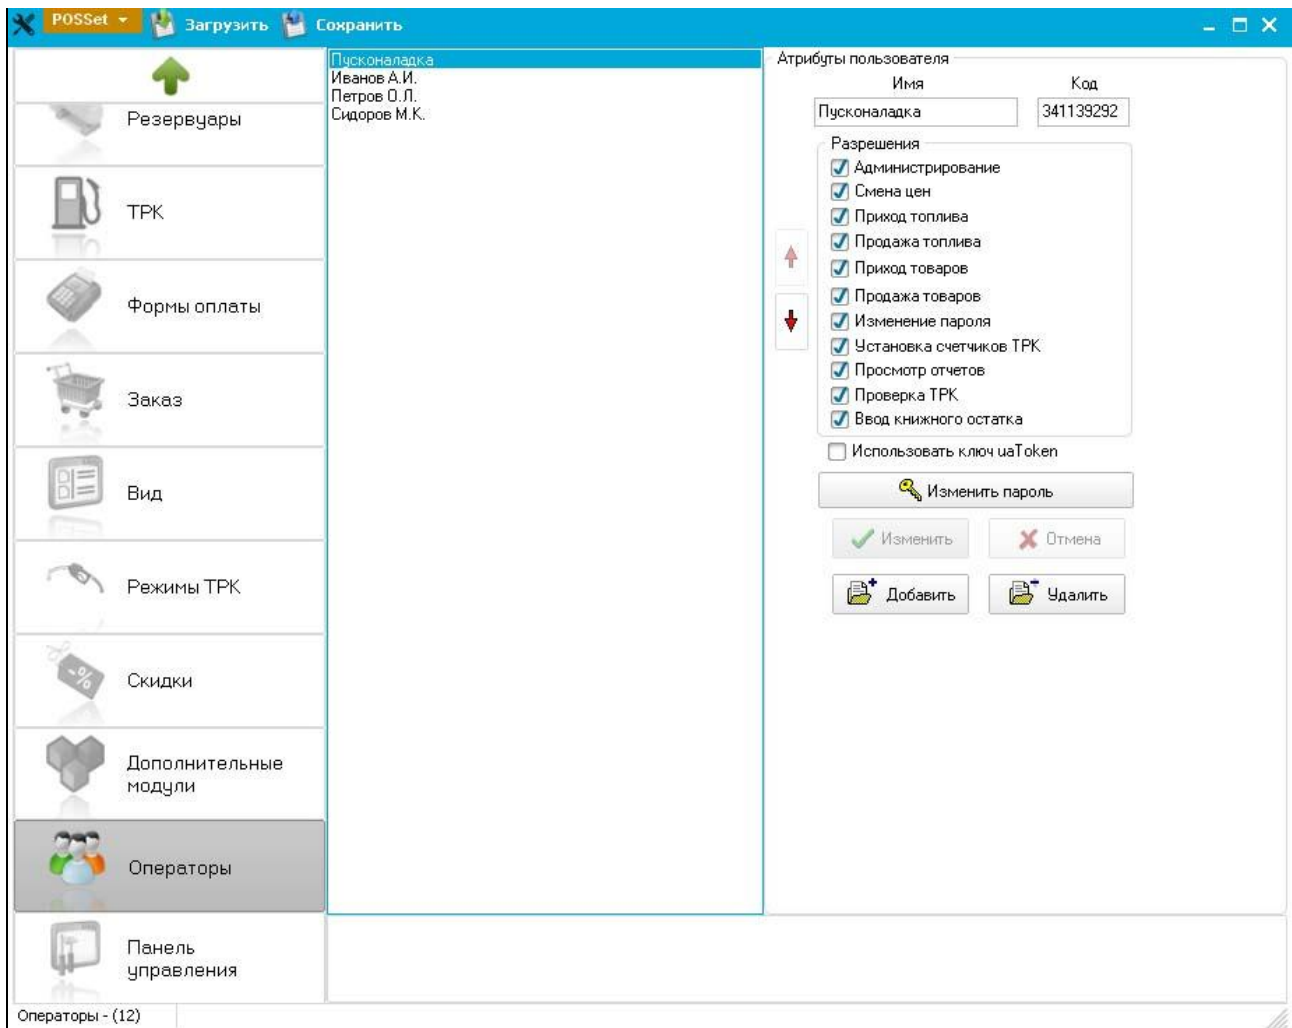 POSSet
Загрузить
Сохранить
Резервуары
ТРК
Формы оплаты
Заказ
Вид
Режимы ТРК
Скидки
Дополнительные
модули
Операторы
Панель
управления
Пусконаладка
Иванов А.И.
Петров О.Л.
Сидоров М.К.
Атрибуты пользователя
Имя
Код
Пусконаладка
341139292
Разрешения
Администрирование
Смена цен
Приход топлива
Продажа топлива
Приход товаров
Продажа товаров
Изменение пароля
Установка счетчиков ТРК
Просмотр отчетов
Проверка ТРК
Ввод книжного остатка
Использовать ключ uaToken
Изменить пароль
Изменить
Отмена
Добавить
Удалить
Операторы - (12)